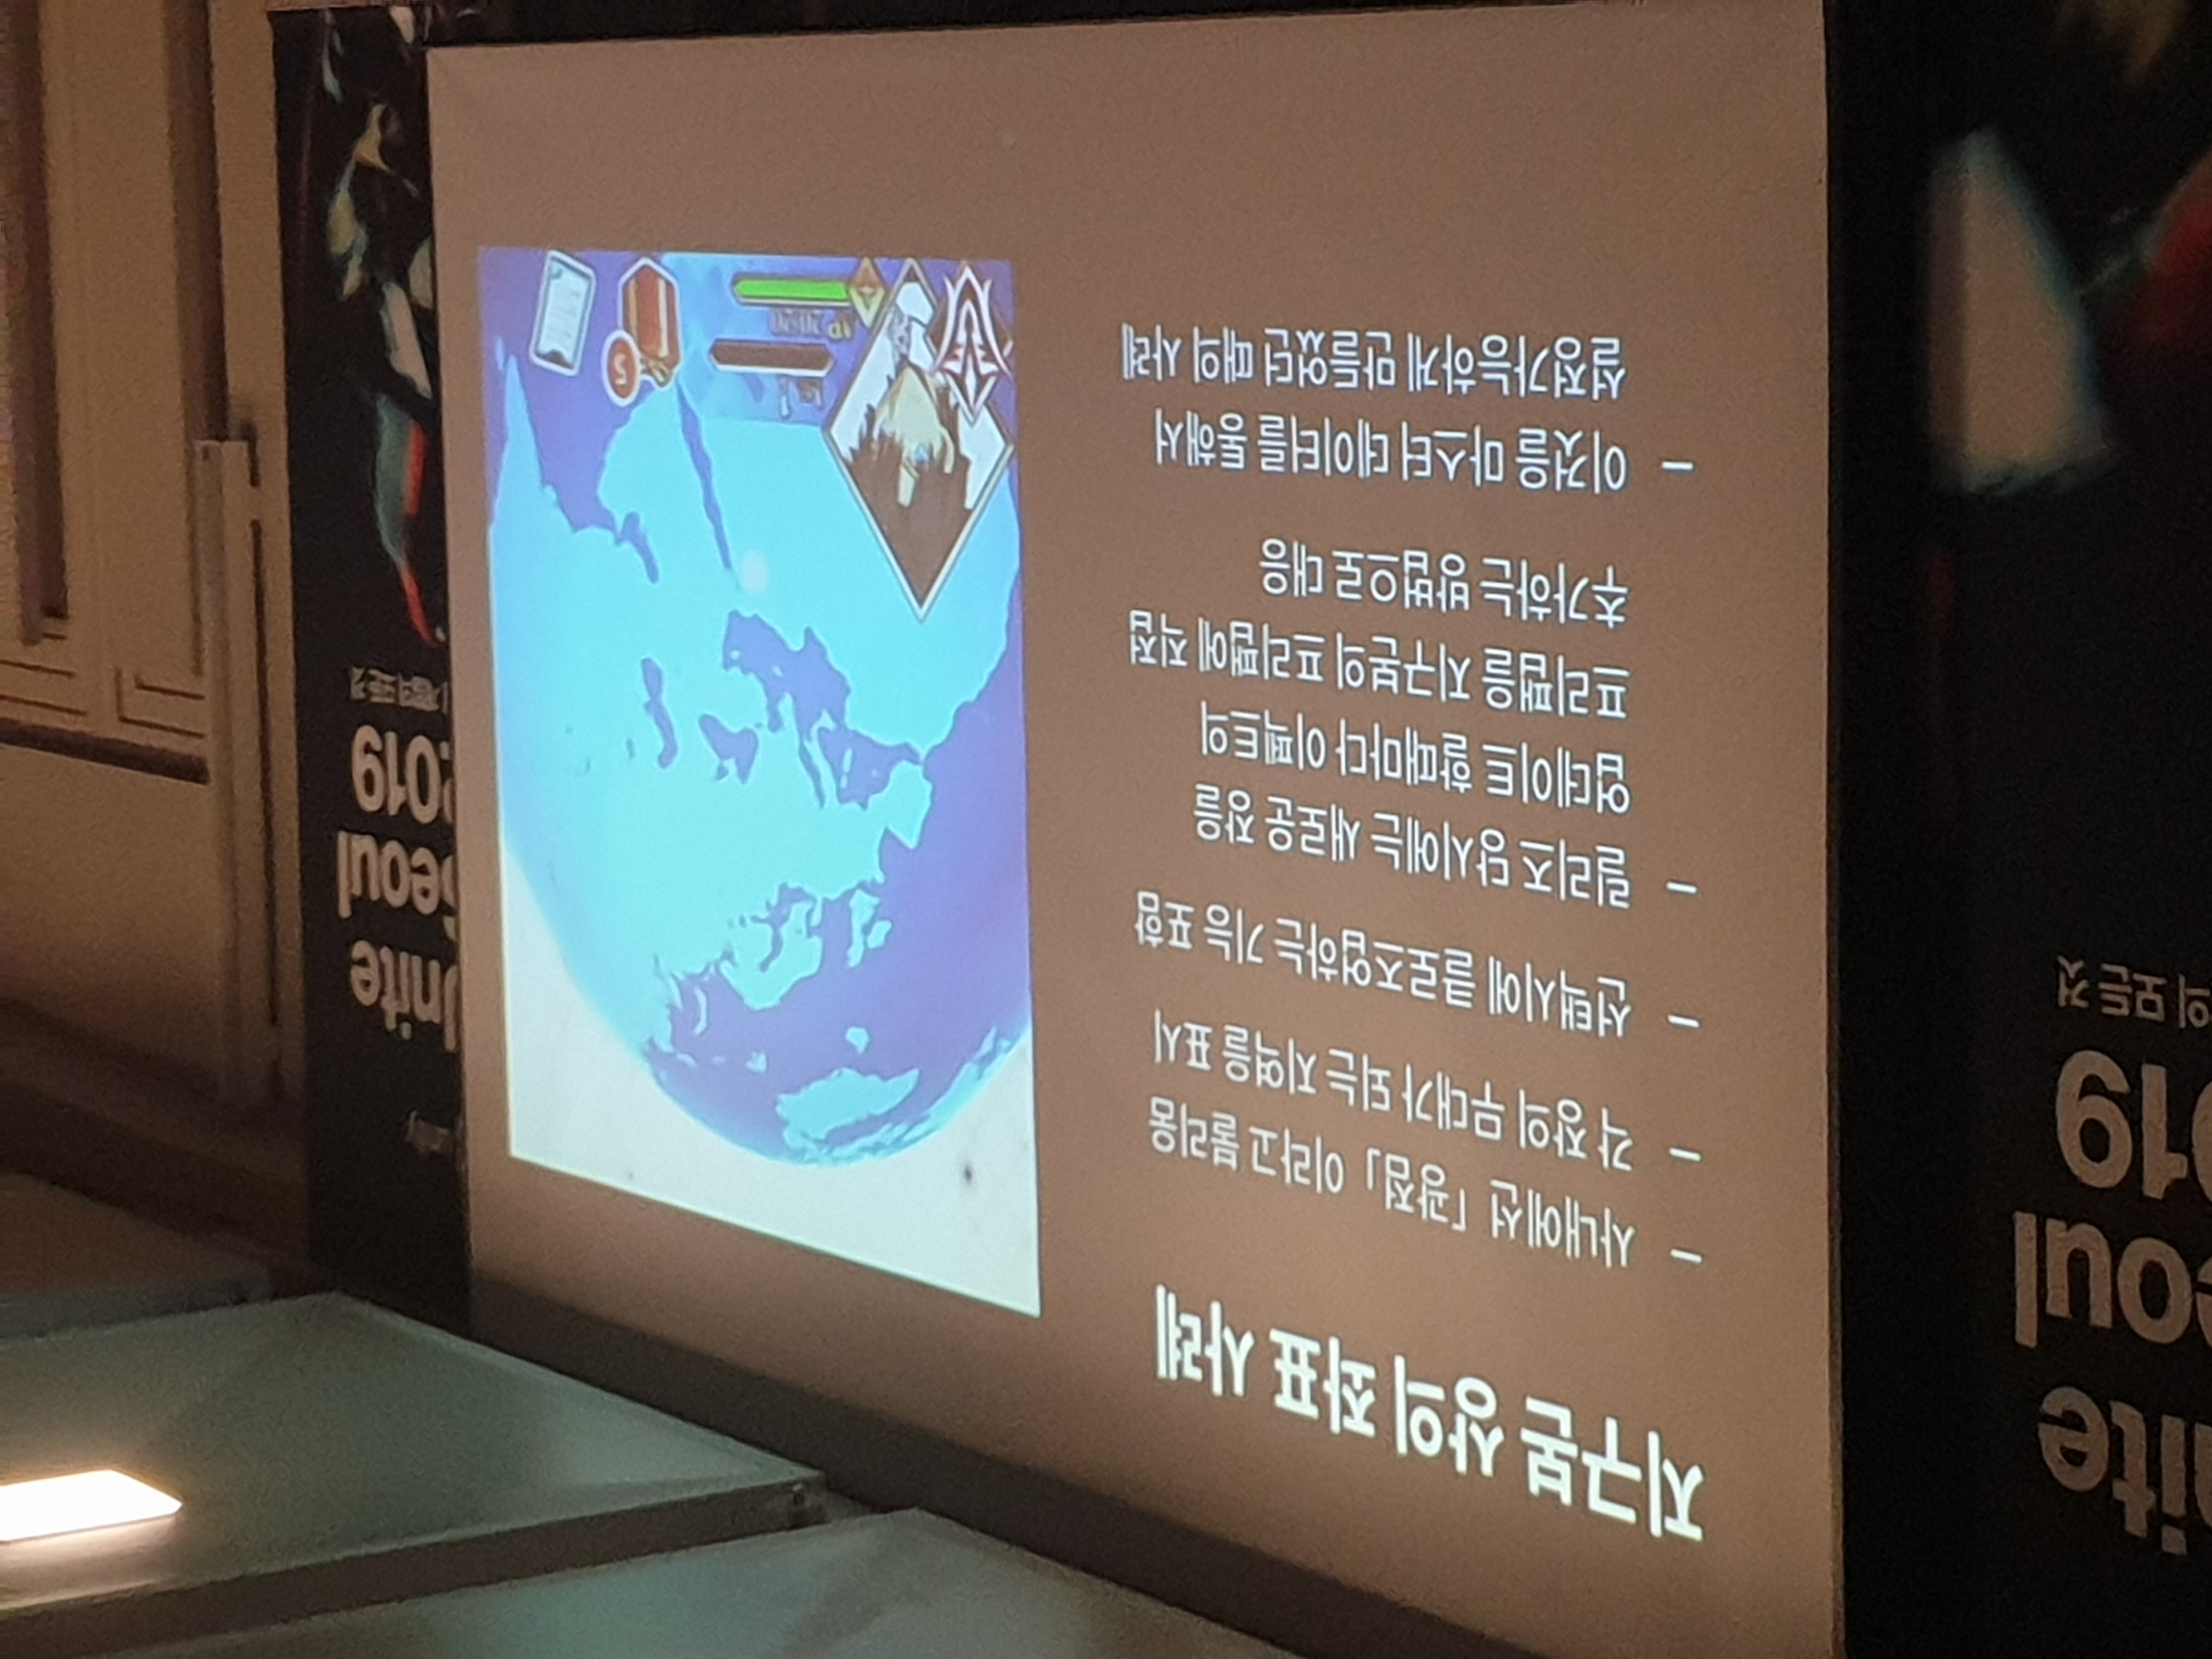 nite
eoul
019
의 모든 것
지구본 상의 좌표 사례
– 사내에선「광점」이라고 불리움
– 각 장의 무대가 되는 지역을 표시
– 선택시에 클로즈업하는 기능 포함
– 릴리즈 당시에는 새로운 장을
업데이트 할때마다 이펙트의
프리팹을 지구본의 프리팹에 직접
추가하는 방법으로 대응
– 이것을 마스터 데이터를 통해서
설정가능하게 만들었던 때의 사례
Lv. 1
AP 20/20
5
Unite
Seoul
2019
모든 것